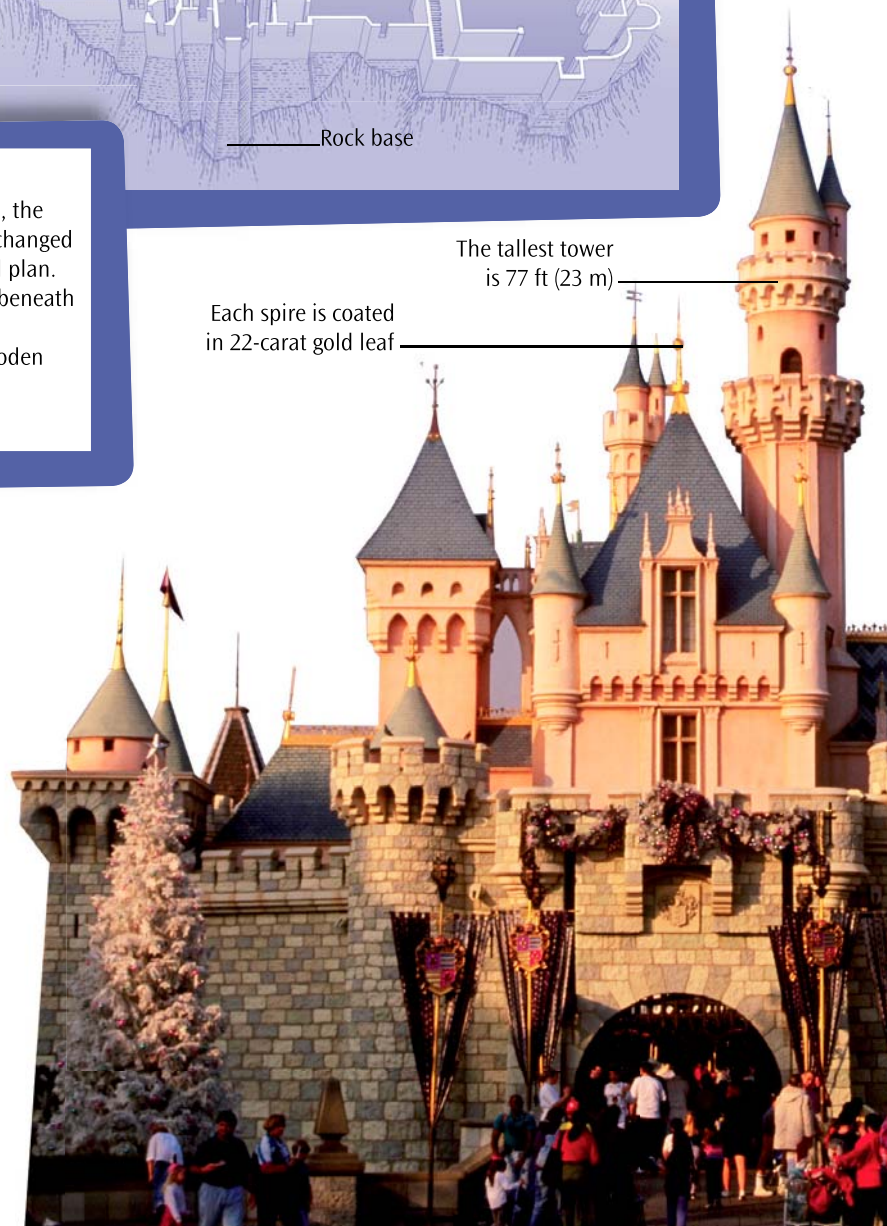 Rock base
, the
changed
plan.
beneath
oden
The tallest tower
is 77 ft (23 m)
Each spire is coated
in 22-carat gold leaf